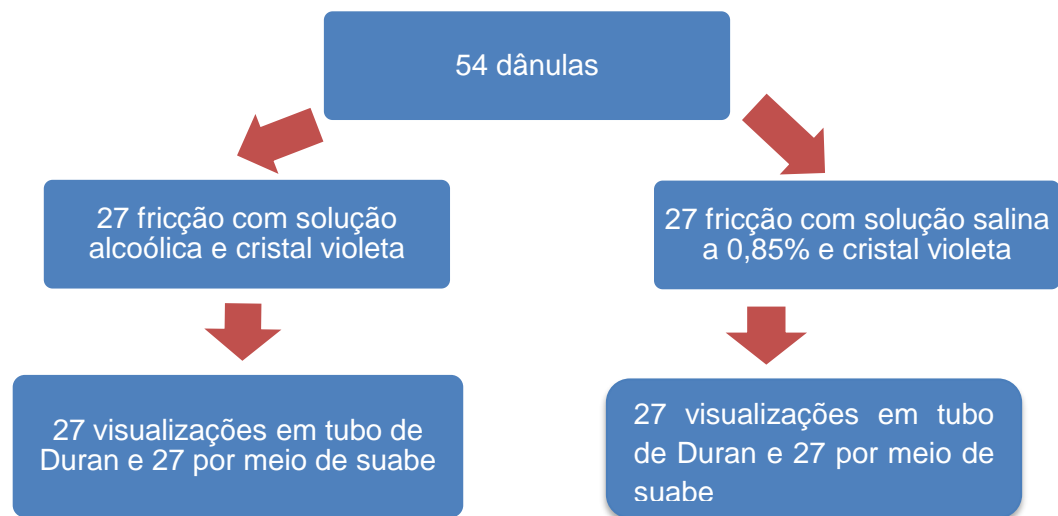 54 dânulas
27 fricção com solução
alcoólica e cristal violeta
27 fricção com solução salina
a 0,85% e cristal violeta
27 visualizações em tubo de
Duran e 27 por meio de suabe
27 visualizações em tubo
de Duran e 27 por meio de
suabe